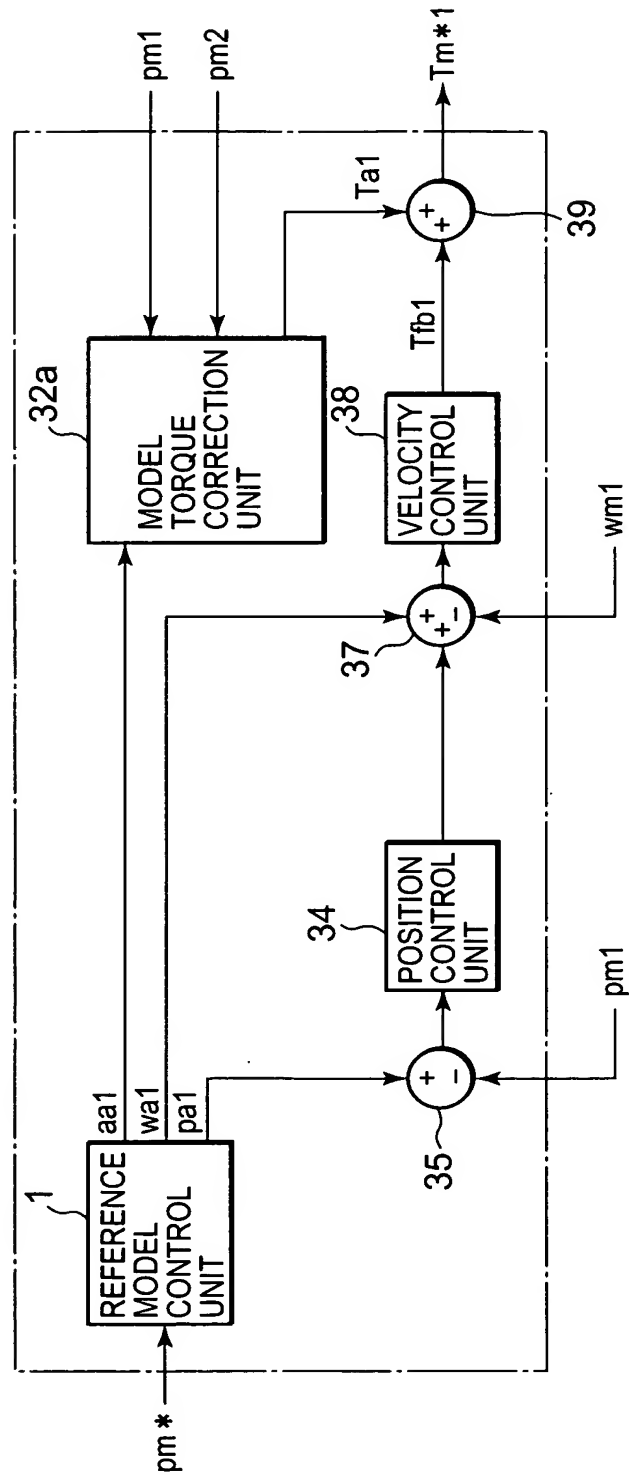 pm*
1
REFERENCE
MODEL
CONTROL
UNIT
aa1
wa1
pa1
35
+
-
pm1
34
POSITION
CONTROL
UNIT
37
+
+
-
wm1
38
VELOCITY
CONTROL
UNIT
32a
MODEL
TORQUE
CORRECTION
UNIT
pm1
pm2
Ta1
Tfb1
+
+
39
Tm*1